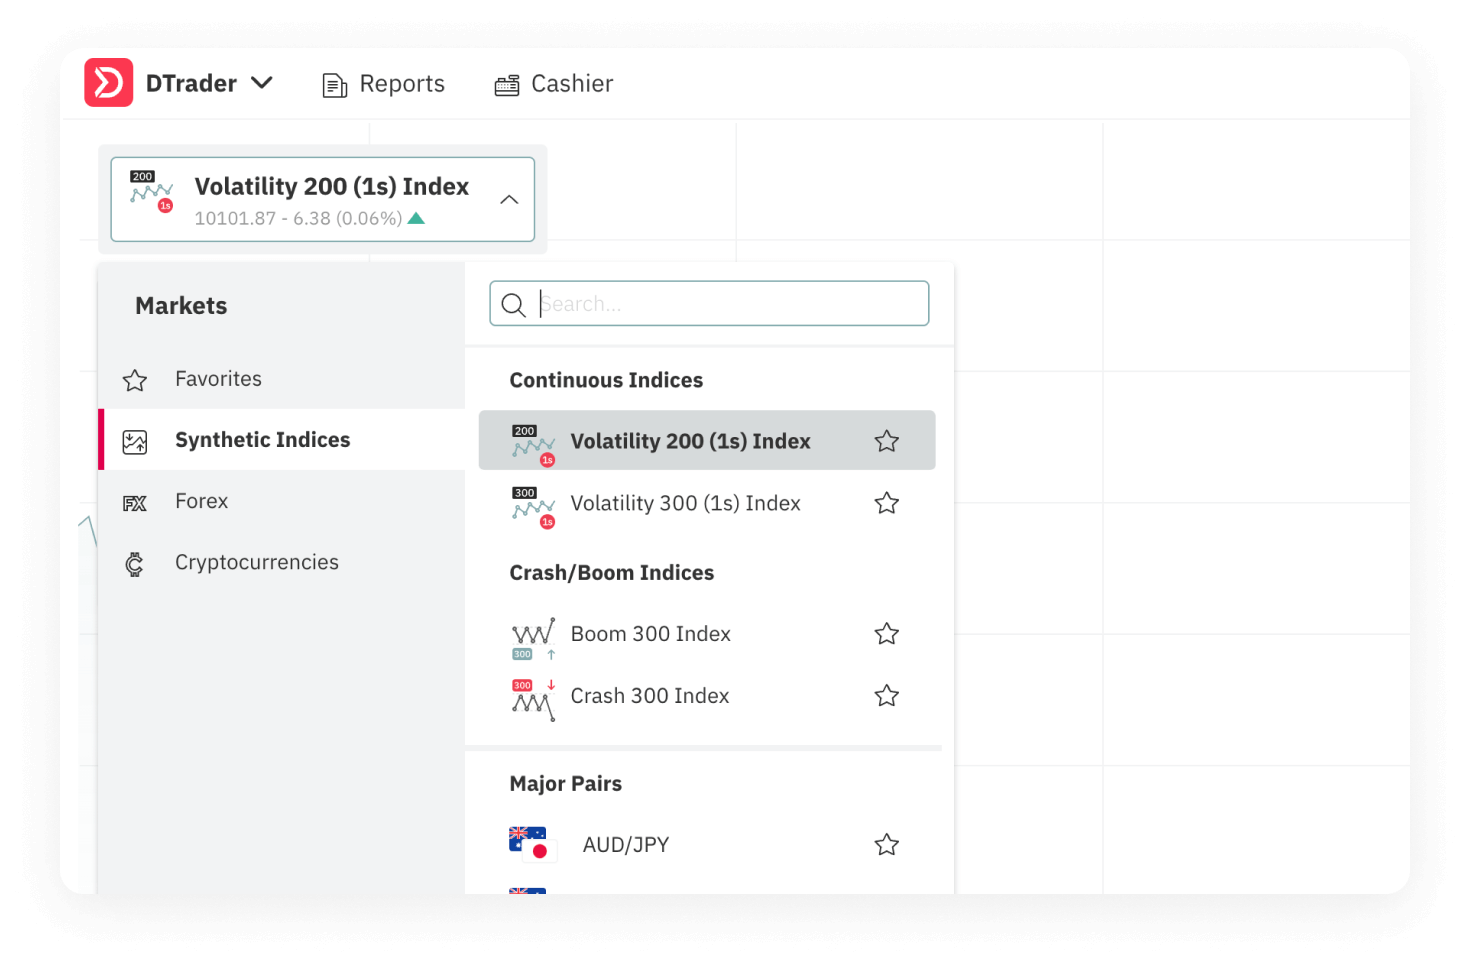 DTrader
Reports
Cashier
200
1s
Volatility 200 (1s) Index
10101.87 - 6.38 (0.06%)
Markets
Favorites
Synthetic Indices
FX
Forex
Cryptocurrencies
Search...
Continuous Indices
200
1s
Volatility 200 (1s) Index
300
1s
Volatility 300 (1s) Index
Crash/Boom Indices
Boom 300 Index
300
300
Crash 300 Index
Major Pairs
AUD/JPY